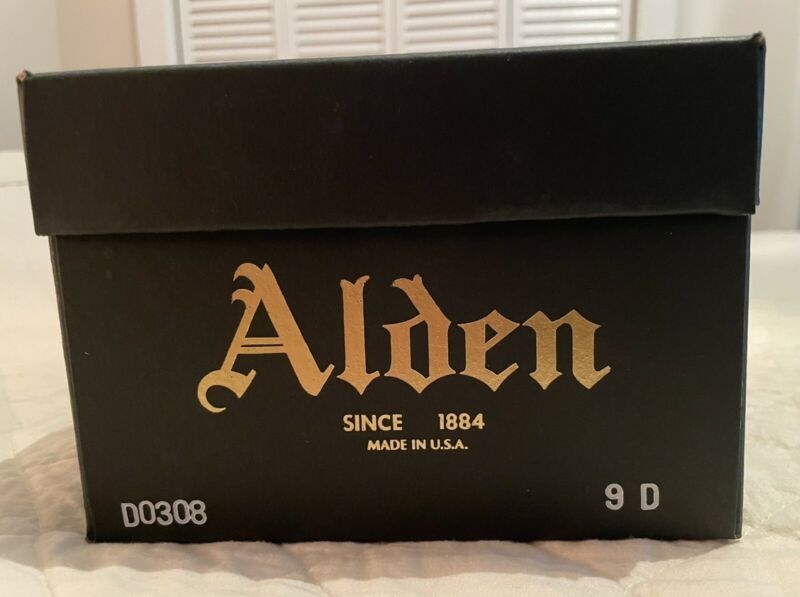 Alden
SINCE 1884
MADE IN U.S.A.
D0308
9 D